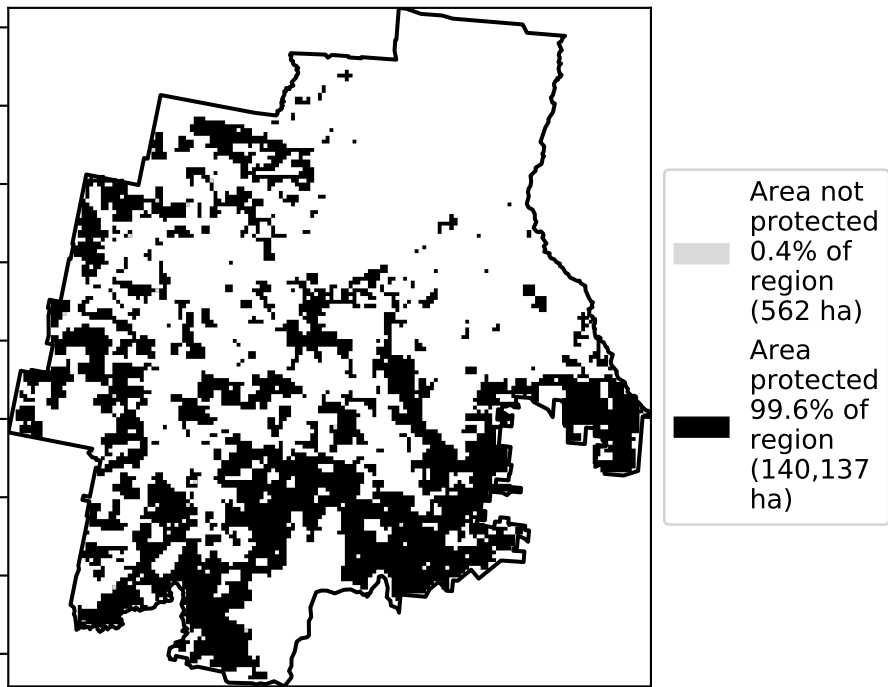 Area not
protected
0.4% of
region
(562 ha)
Area
protected
99.6% of
region
(140,137
ha)